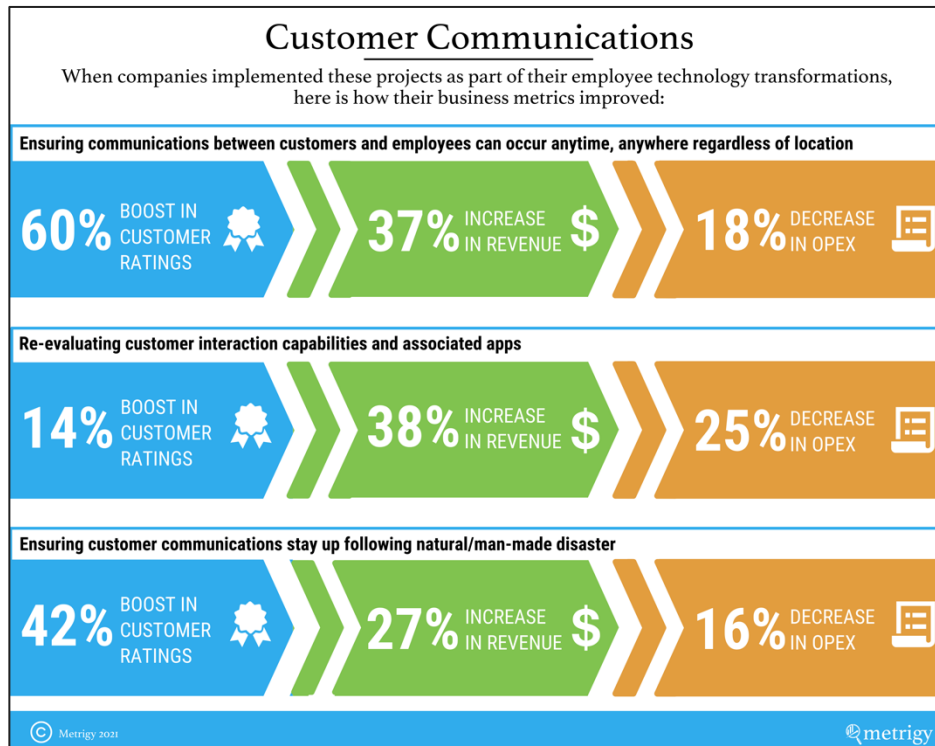 Customer Communications
When companies implemented these projects as part of their employee technology transformations,
here is how their business metrics improved:
Ensuring communications between customers and employees can occur anytime, anywhere regardless of location
60% BOOST IN
CUSTOMER
RATINGS
37% INCREASE
IN REVENUE $
18% DECREASE
IN OPEX
Re-evaluating customer interaction capabilities and associated apps
14% BOOST IN
CUSTOMER
RATINGS
38% INCREASE
IN REVENUE $
25% DECREASE
IN OPEX
Ensuring customer communications stay up following natural/man-made disaster
42% BOOST IN
CUSTOMER
RATINGS
27% INCREASE
IN REVENUE $
16% DECREASE
IN OPEX
© Metrigy 2021
metrigy